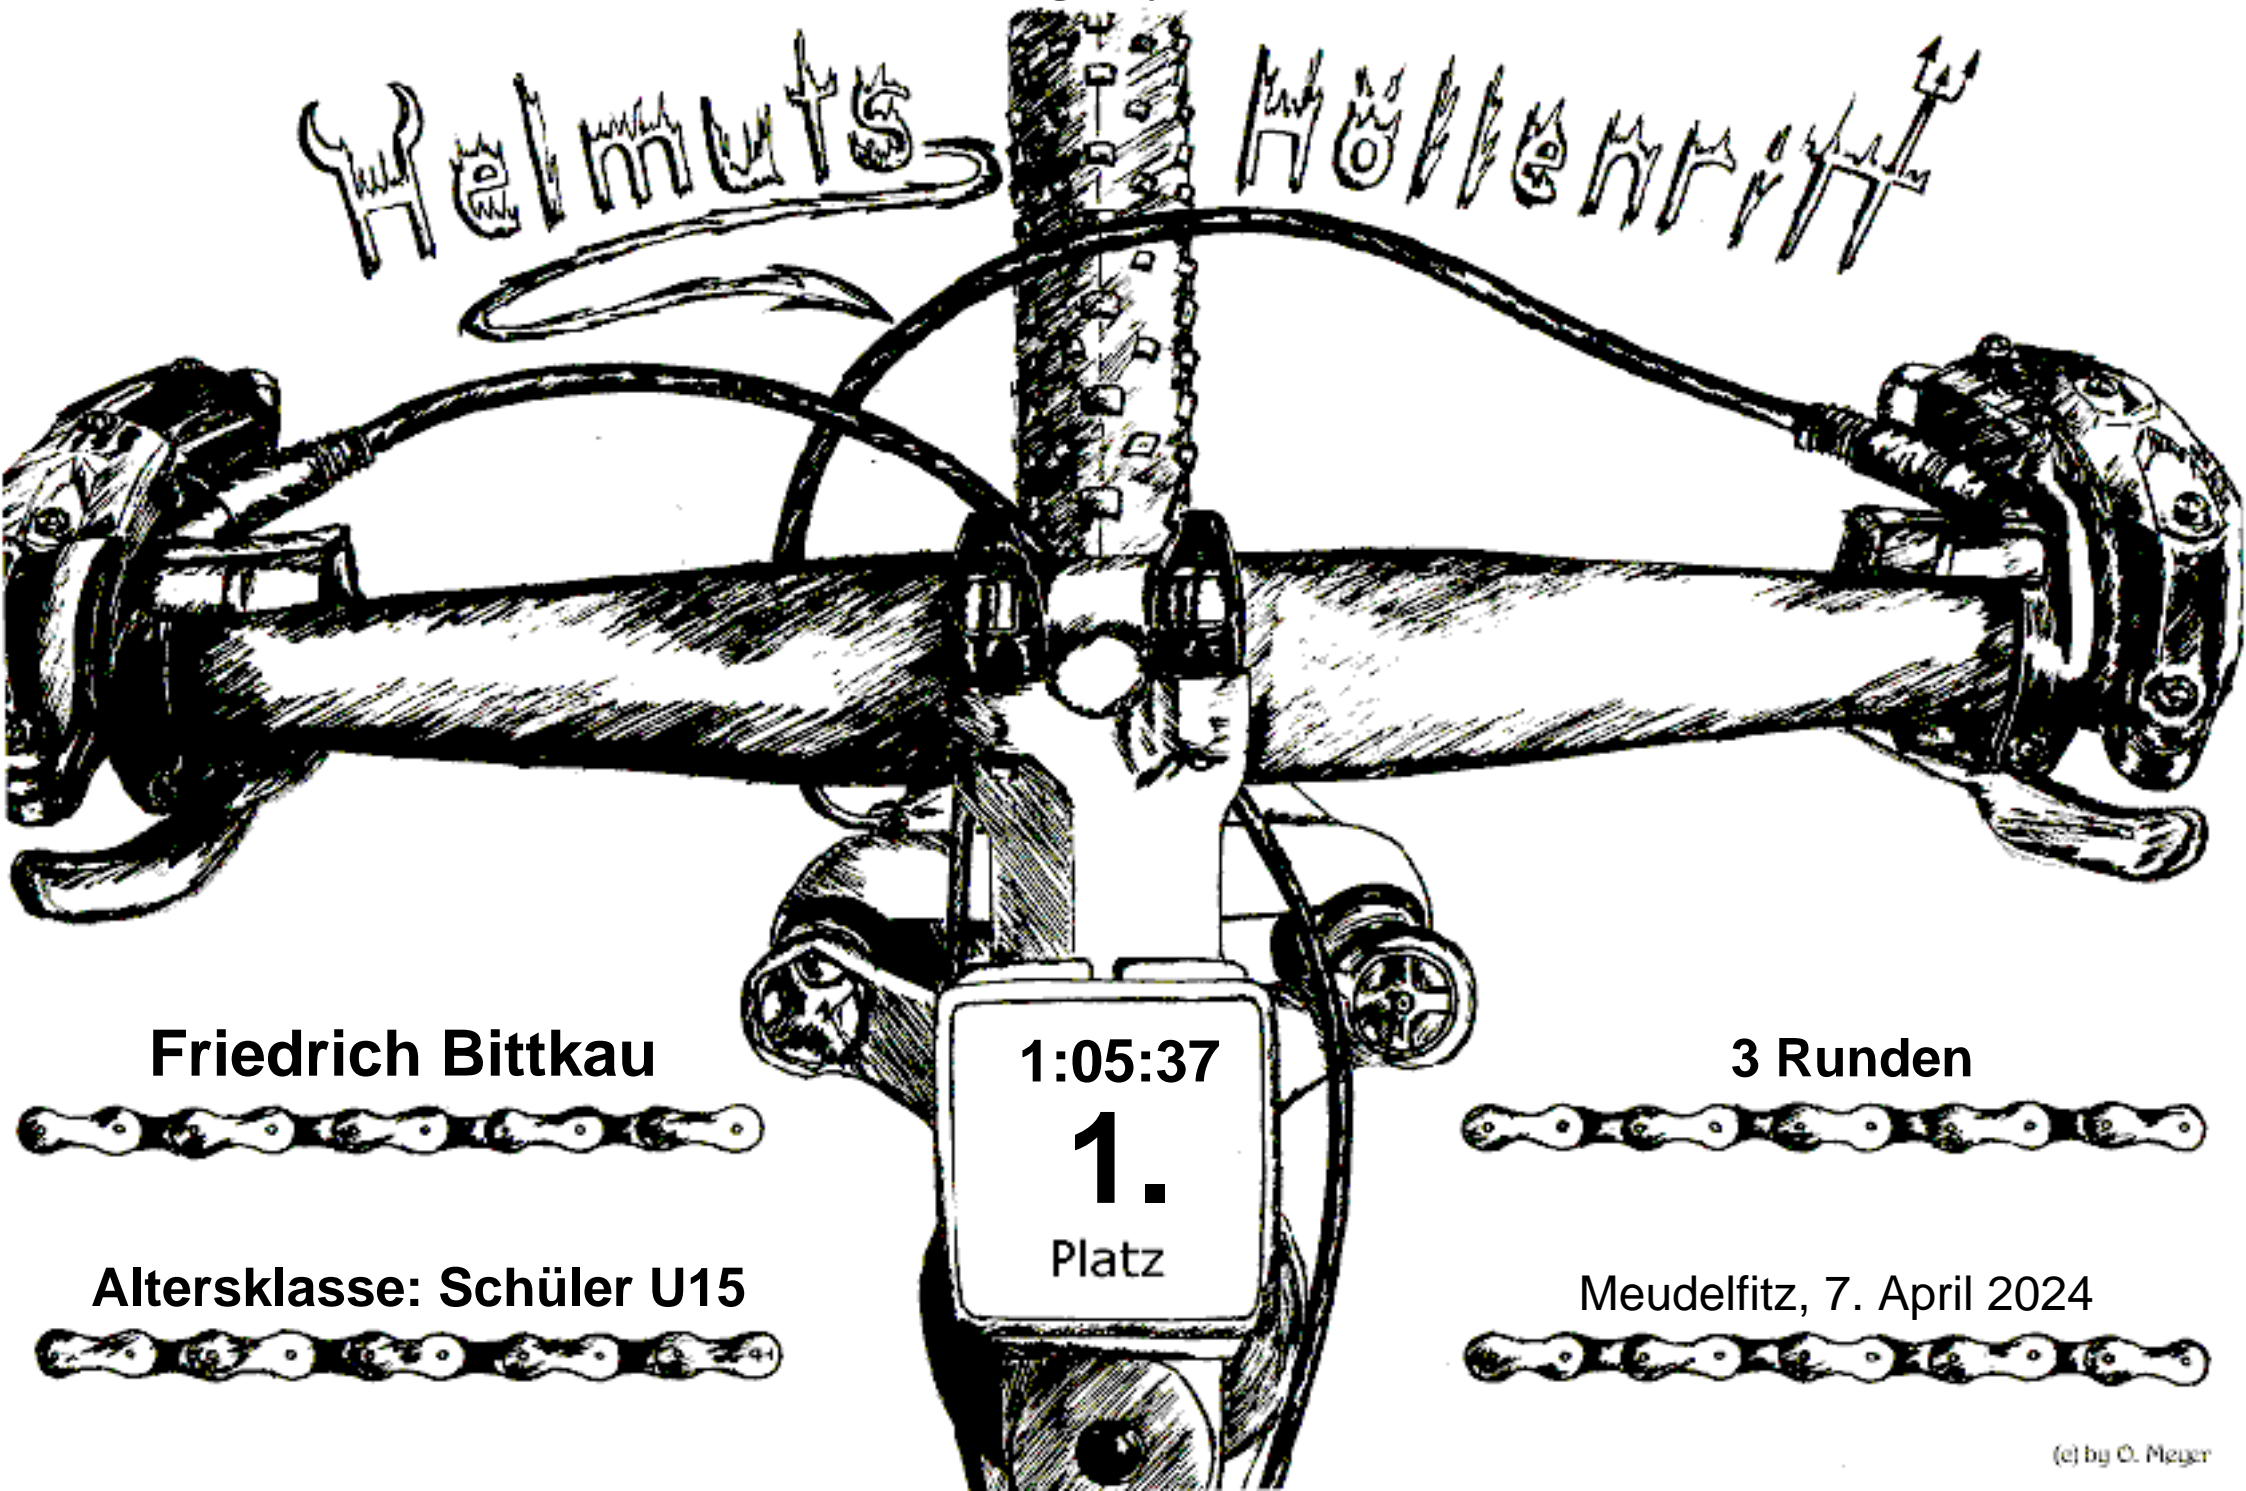 Helmuts Höllenritt
Friedrich Bittkau
1:05:37
3 Runden
1.
Platz
Altersklasse: Schüler U15
Meudelfitz, 7. April 2024
(c) by O. Meyer